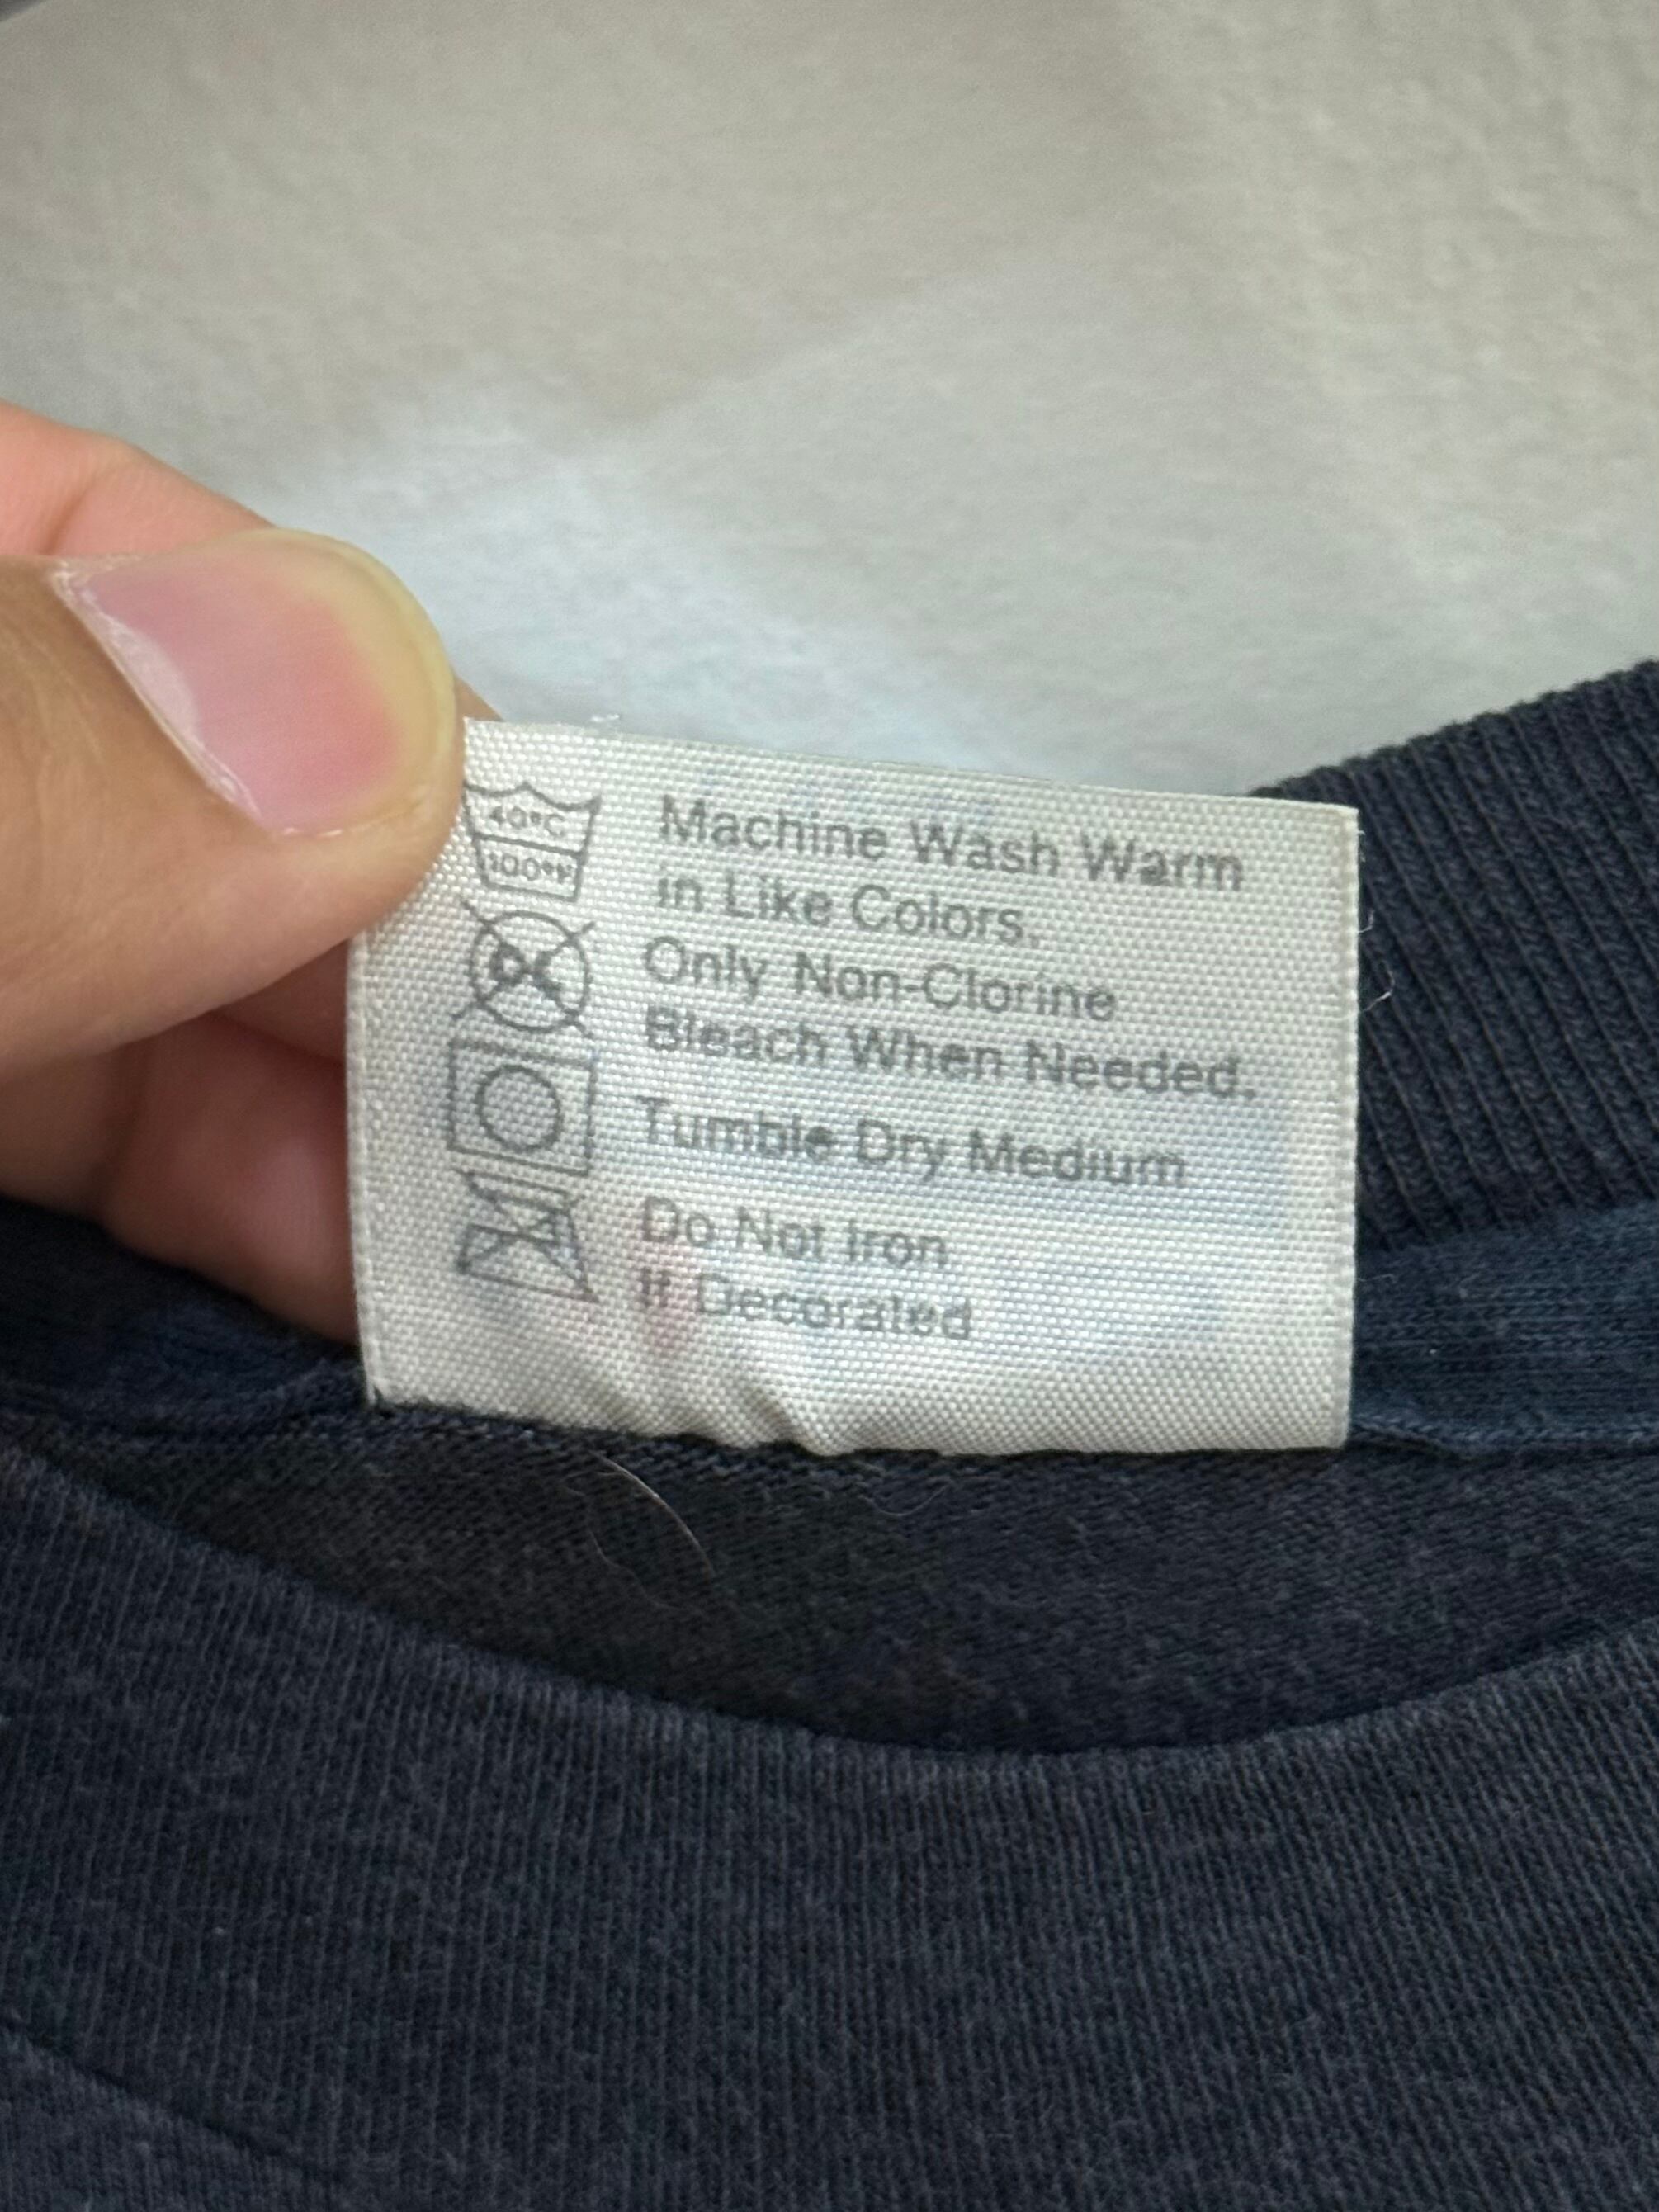 40°C
100°F
Machine Wash Warm
in Like Colors.
CL
Only Non-Clorine
Bleach When Needed.
Tumble Dry Medium
Do Not Iron
If Decorated